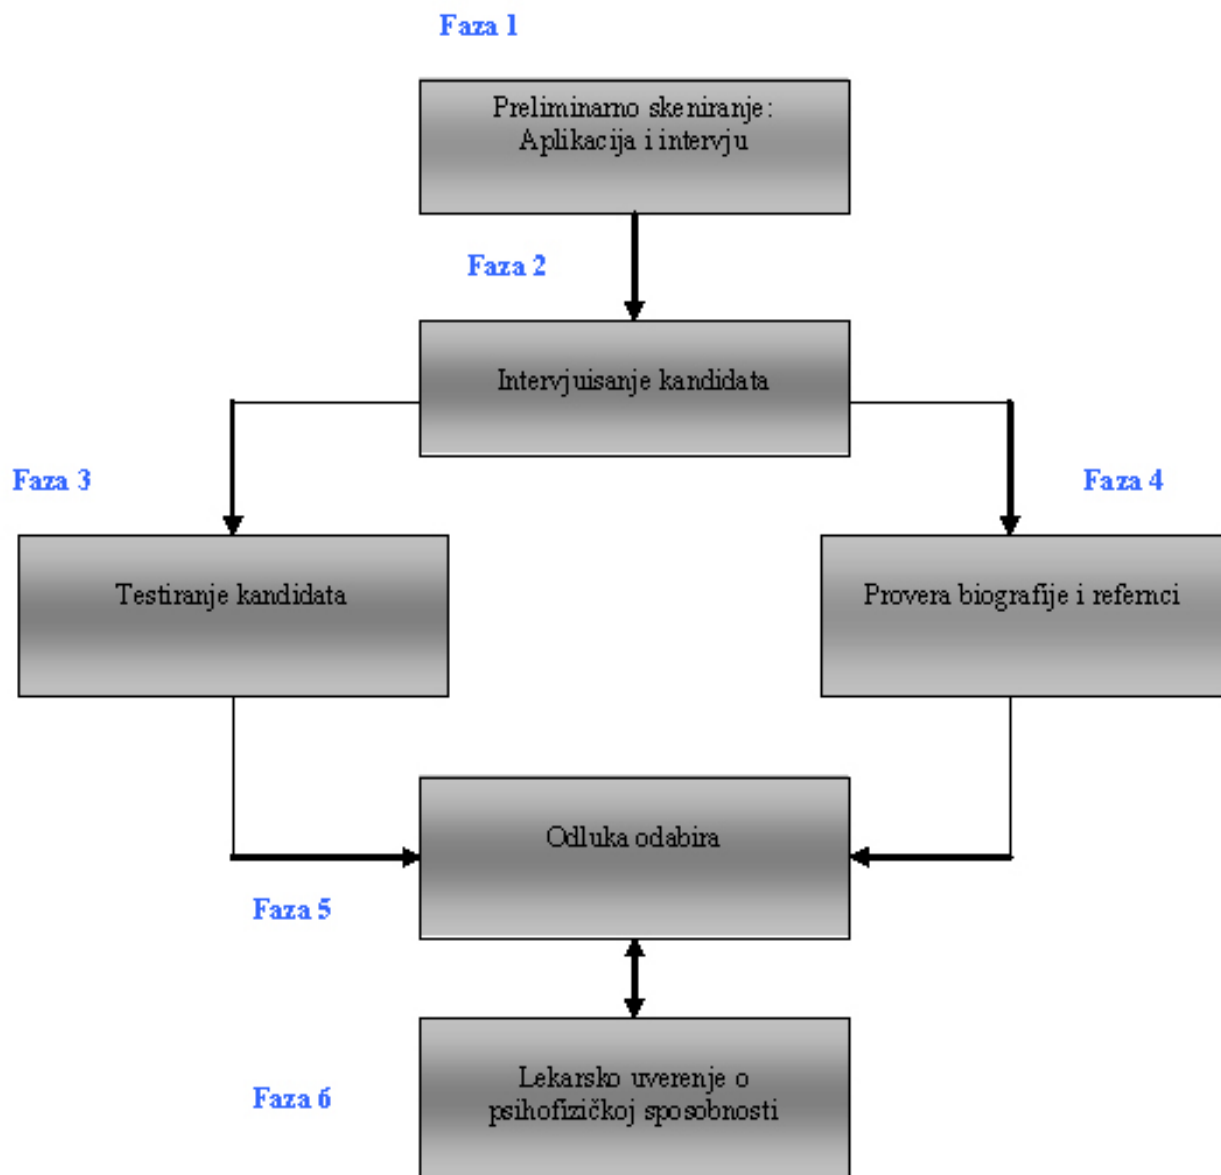 Faza 1
Preliminarno skeniranje:
Aplikacija i intervju
Faza 2
Intervjuisanje kandidata
Faza 3
Faza 4
Testiranje kandidata
Provera biografije i refernci
Odluka odabira
Faza 5
Lekarsko uverenje o
psihofizičkoj sposobnosti
Faza 6